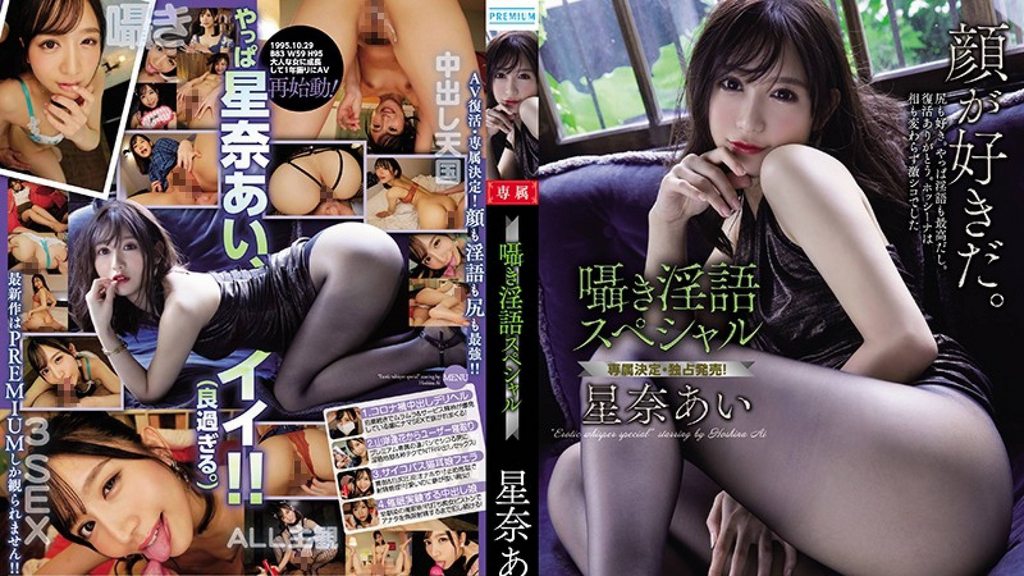 囁き
やっぱ
星奈あい、
イイ!!
(良過ぎる。)
1995.10.29
B83 W59 H95
大人な女に成長
して1年振りにAV
再始動!
中出し天国
AV復活・専属決定!顔も淫語も尻も最強!!
最新作はPREMIUMしか観られません!!
3SEX
ALL主観
"Erotic whisper special" starring by
Hoshina Ai
MENU
PREMIUM
専属
囁き淫語スペシャル
星奈あ
顔が好きだ。
尻も好き。やっぱ淫語も最高だし。
復活ありがとう。ホシナーは
相も変わらず激シコでした
囁き淫語
スペシャル
専属決定・独占発売!
星奈あい
"Erotic whisper special" starring by Hoshina Ai